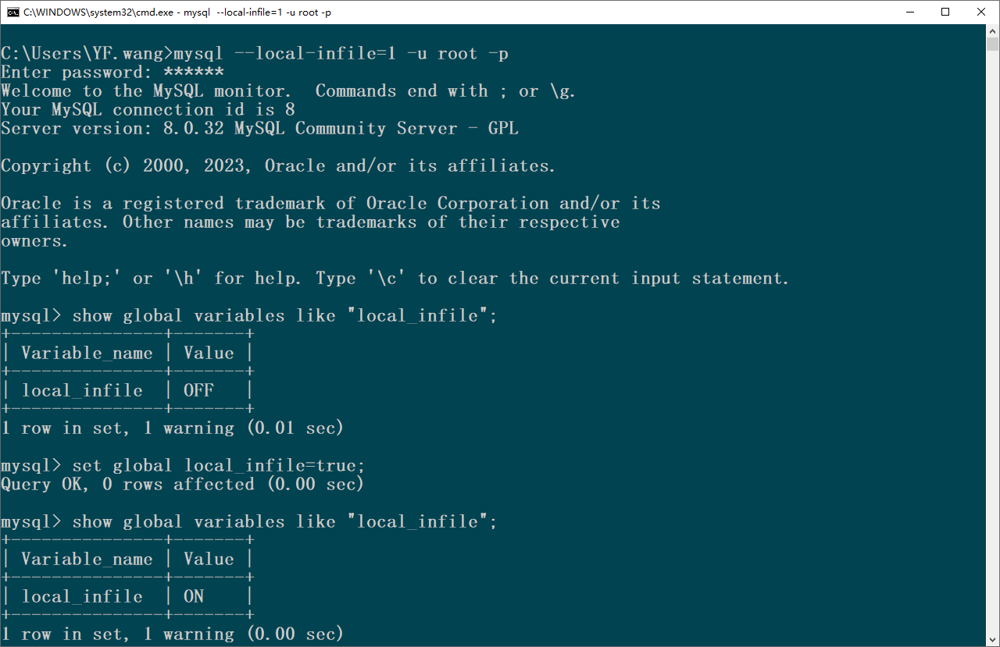 C:\WINDOWS\system32\cmd.exe - mysql  --local-infile=1 -u root -p
C:\Users\YF.wang>mysql --local-infile=1 -u root -p
Enter password: ******
Welcome to the MySQL monitor.  Commands end with ; or \g.
Your MySQL connection id is 8
Server version: 8.0.32 MySQL Community Server - GPL
Copyright (c) 2000, 2023, Oracle and/or its affiliates.
Oracle is a registered trademark of Oracle Corporation and/or its
affiliates. Other names may be trademarks of their respective
owners.
Type 'help;' or '\h' for help. Type '\c' to clear the current input statement.
mysql> show global variables like "local_infile";
+---------------+-------+
| Variable_name | Value |
+---------------+-------+
| local_infile  | OFF   |
+---------------+-------+
1 row in set, 1 warning (0.01 sec)
mysql> set global local_infile=true;
Query OK, 0 rows affected (0.00 sec)
mysql> show global variables like "local_infile";
+---------------+-------+
| Variable_name | Value |
+---------------+-------+
| local_infile  | ON    |
+---------------+-------+
1 row in set, 1 warning (0.00 sec)